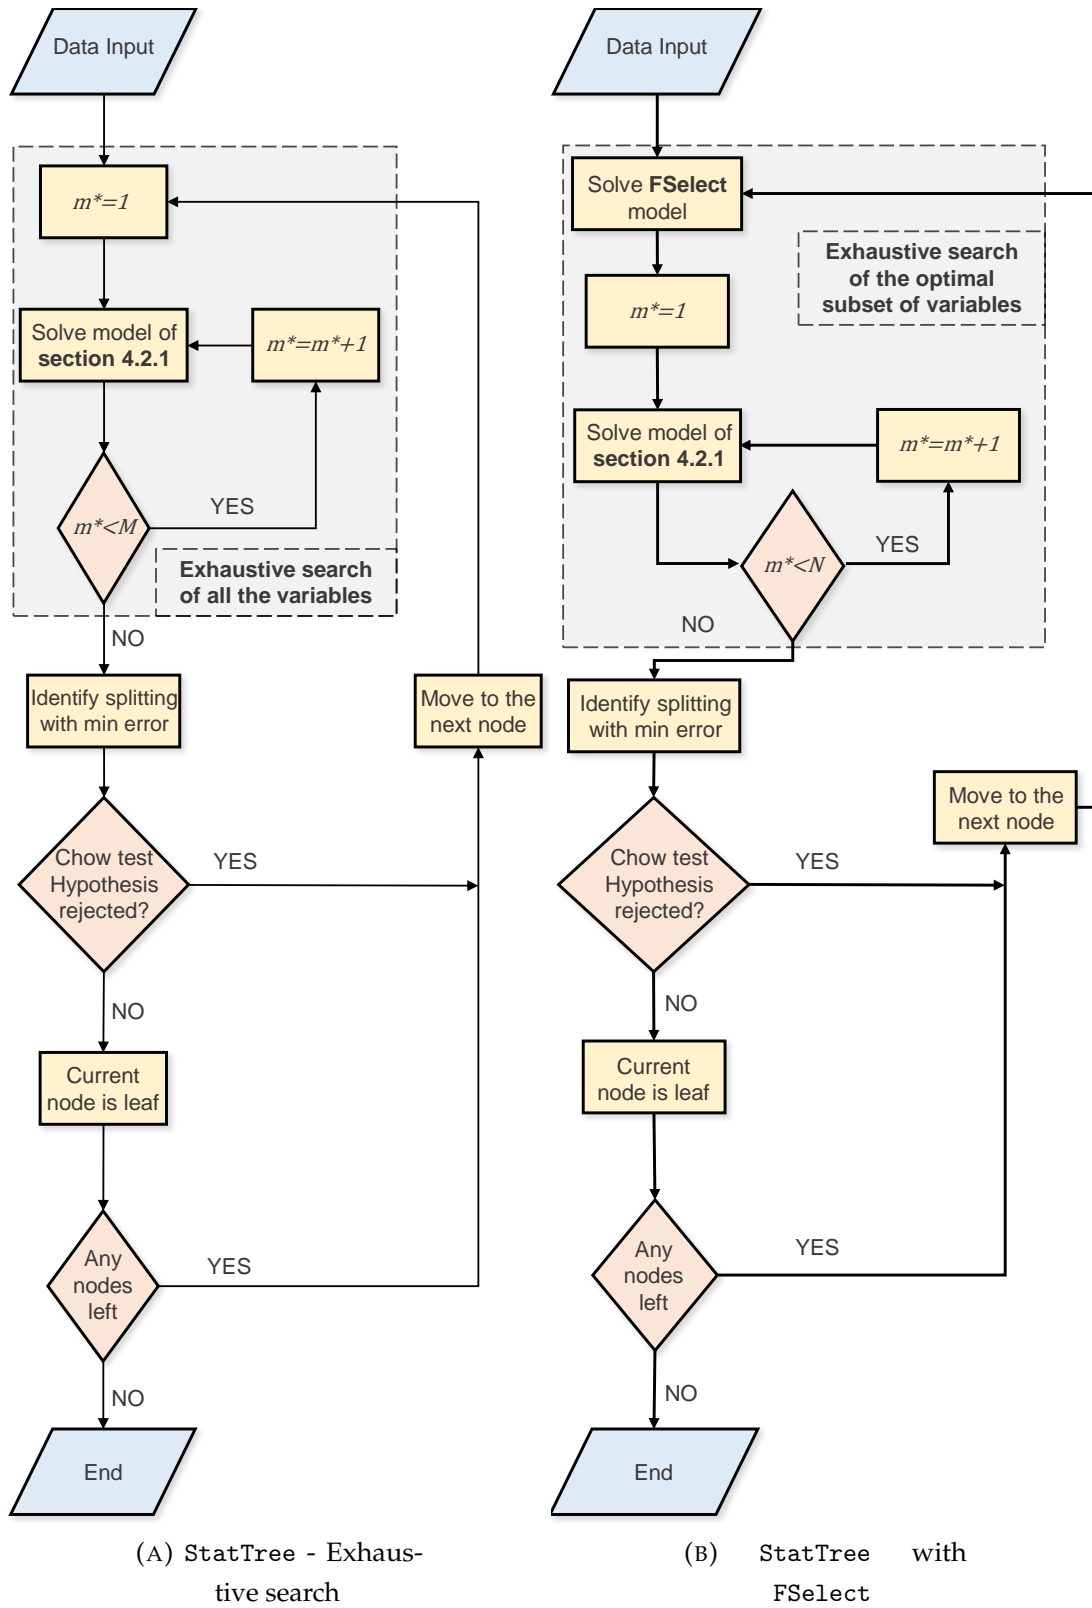 Data Input
m*=1
Solve model of
section 4.2.1
m*=m*+1
m*<M
YES
Exhaustive search
of all the variables
NO
Identify splitting
with min error
Move to the
next node
Chow test
Hypothesis
rejected?
YES
NO
Current
node is leaf
Any
nodes
left
YES
NO
End
(A) StatTree - Exhaus-
tive search
Data Input
Solve FSelect
model
Exhaustive search
of the optimal
subset of variables
m*=1
Solve model of
section 4.2.1
m*=m*+1
m*<N
YES
NO
Identify splitting
with min error
Move to the
next node
Chow test
Hypothesis
rejected?
YES
NO
Current
node is leaf
Any
nodes
left
YES
NO
End
(B) StatTree with
FSelect